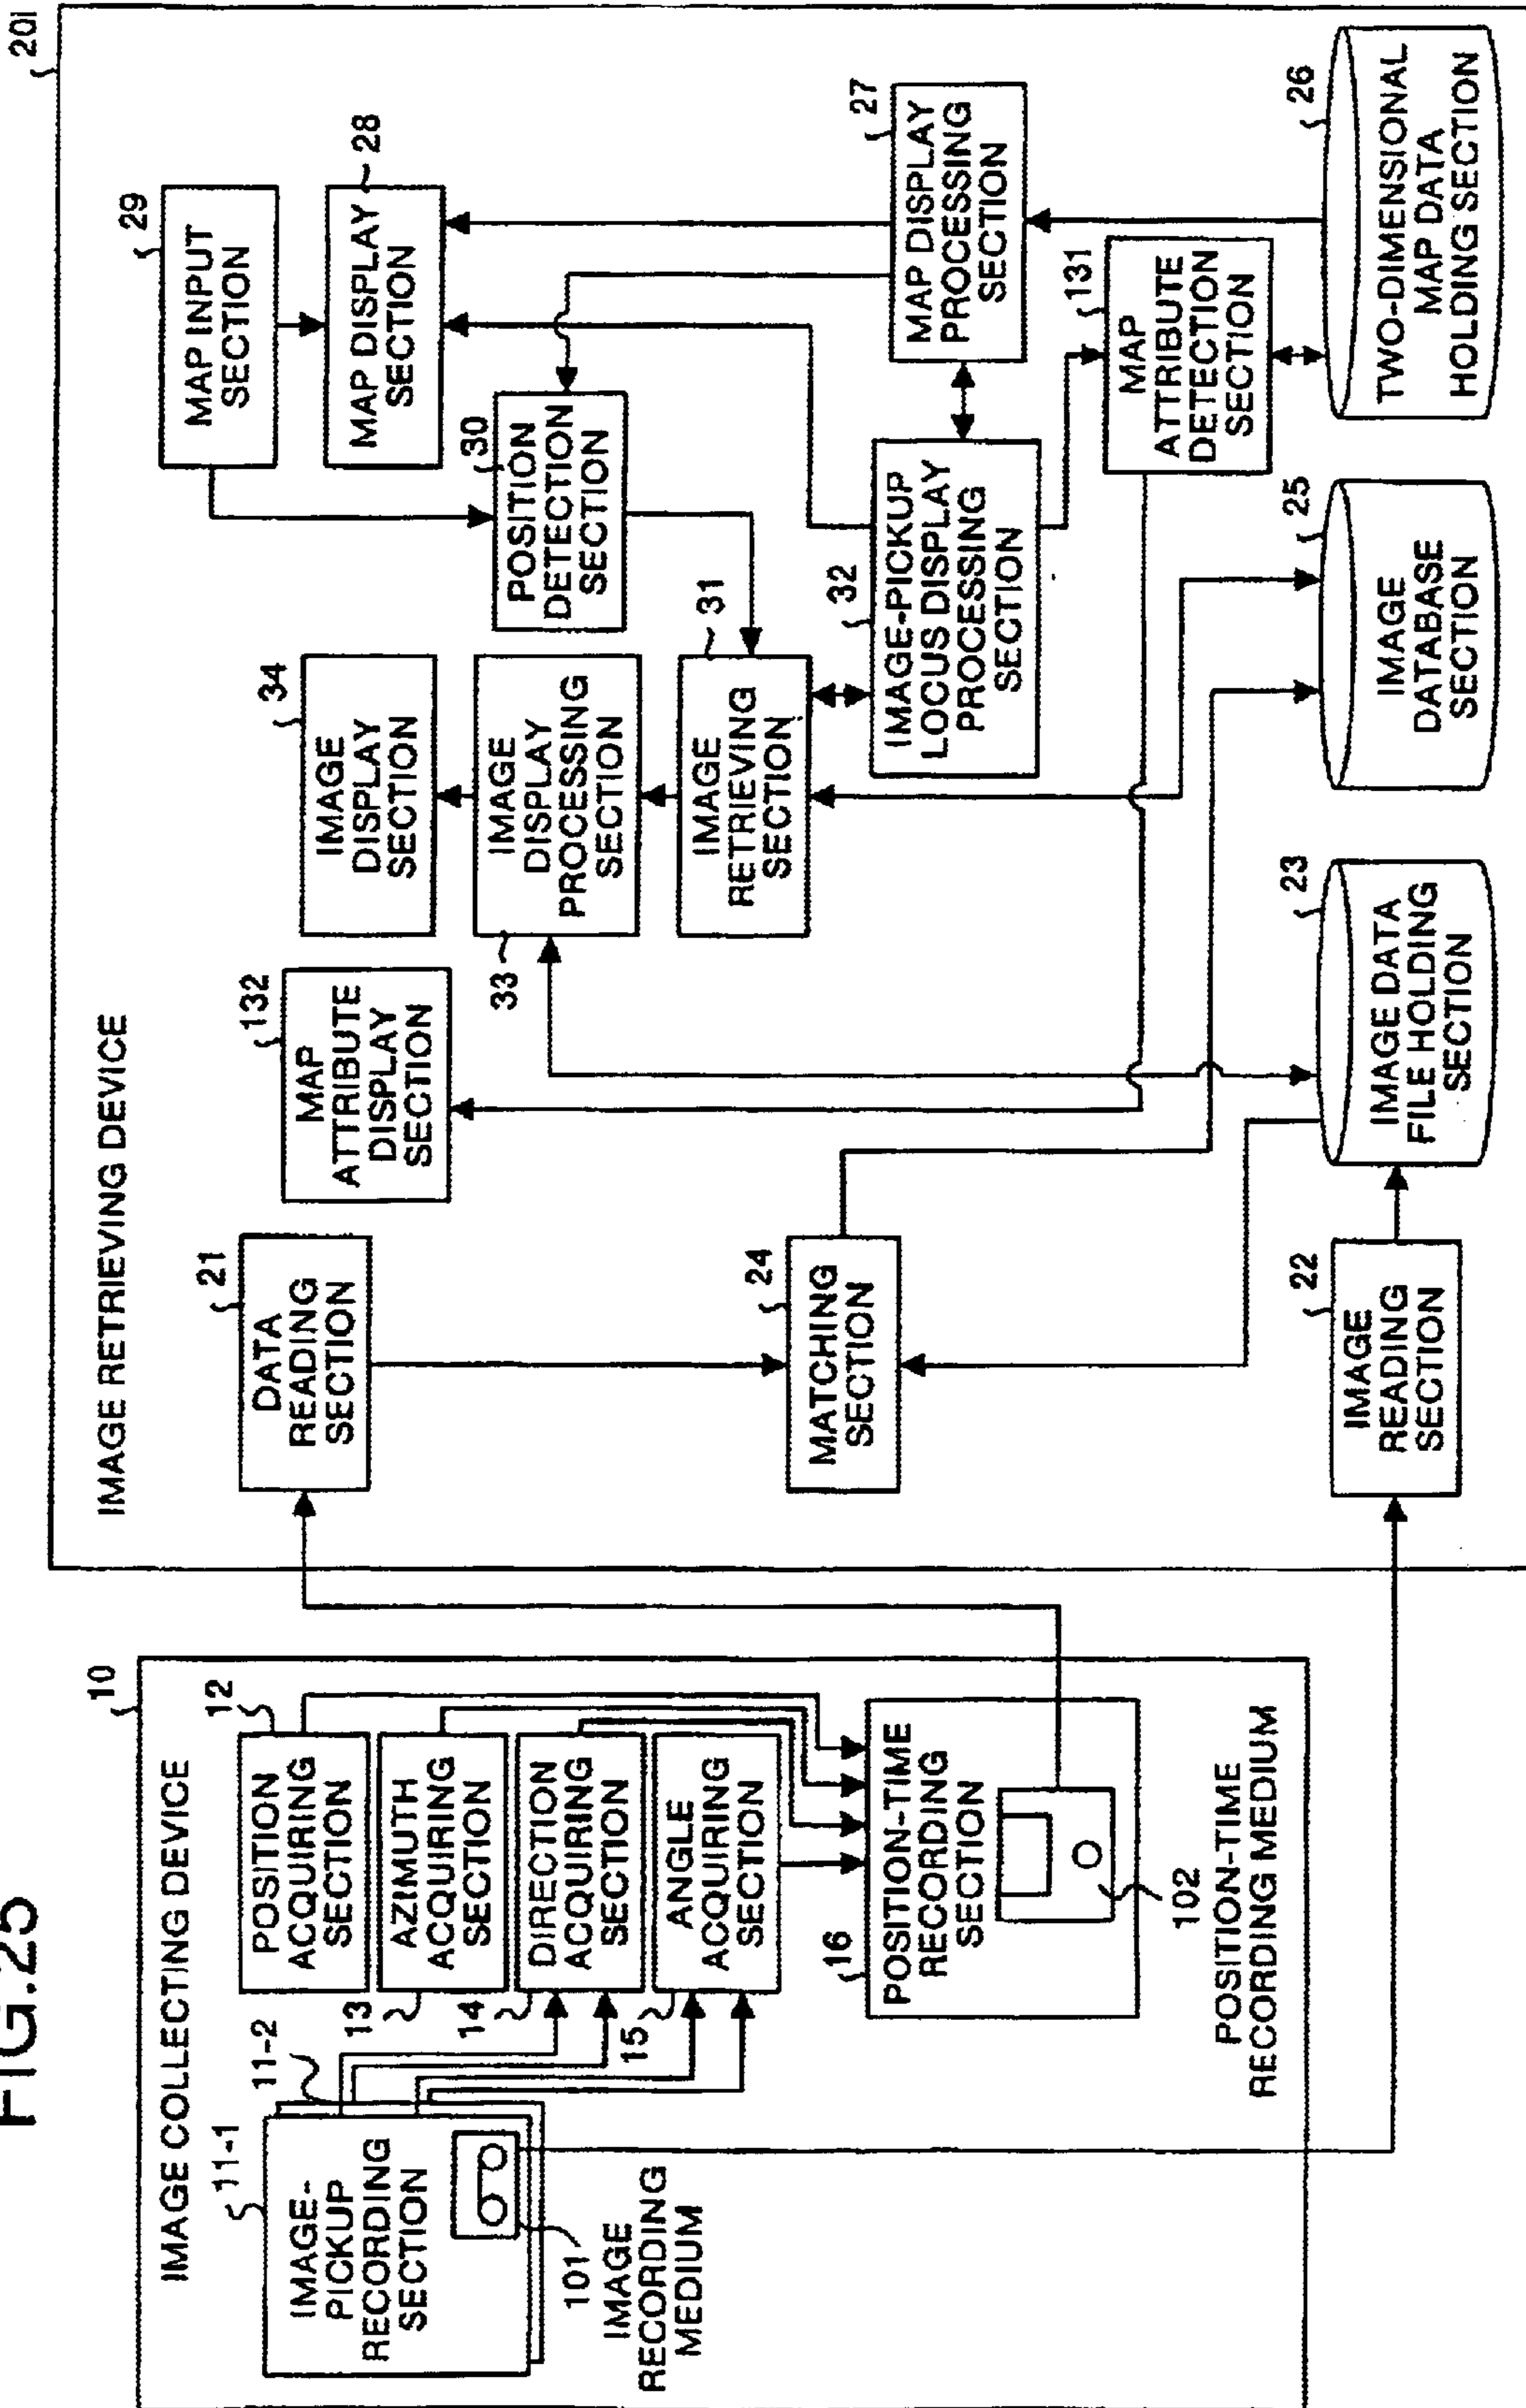 FIG.25
IMAGE COLLECTING DEVICE
10
11-1
11-2
IMAGE-
PICKUP
RECORDING
SECTION
101
IMAGE
RECORDING
MEDIUM
12
POSITION
ACQUIRING
SECTION
13
AZIMUTH
ACQUIRING
SECTION
14
DIRECTION
ACQUIRING
SECTION
15
ANGLE
ACQUIRING
SECTION
16
POSITION-TIME
RECORDING
SECTION
102
POSITION-TIME
RECORDING MEDIUM
IMAGE RETRIEVING DEVICE
20i
21
DATA
READING
SECTION
24
MATCHING
SECTION
22
IMAGE
READING
SECTION
132
MAP
ATTRIBUTE
DISPLAY
SECTION
34
IMAGE
DISPLAY
SECTION
33
IMAGE
DISPLAY
PROCESSING
SECTION
31
IMAGE
RETRIEVING
SECTION
23
IMAGE DATA
FILE HOLDING
SECTION
29
MAP INPUT
SECTION
28
MAP DISPLAY
SECTION
30
POSITION
DETECTION
SECTION
32
IMAGE-PICKUP
LOCUS DISPLAY
PROCESSING
SECTION
27
MAP DISPLAY
PROCESSING
SECTION
131
MAP
ATTRIBUTE
DETECTION
SECTION
25
IMAGE
DATABASE
SECTION
26
TWO-DIMENSIONAL
MAP DATA
HOLDING SECTION